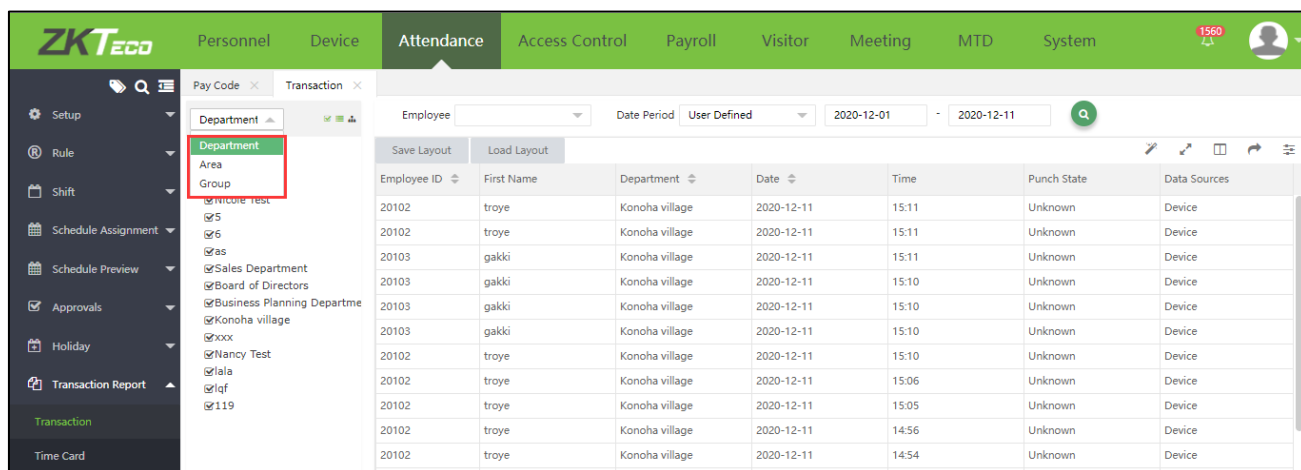 ZKTECO Personnel Device Attendance Access Control Payroll Visitor Meeting MTD System 1560
Pay Code Transaction
Setup
Rule
Shift
Schedule Assignment
Schedule Preview
Approvals
Holiday
Transaction Report
Transaction
Time Card
Department
Department
Area
Group
Nicole Test
5
6
as
Sales Department
Board of Directors
Business Planning Departme
Konoha village
xxx
Nancy Test
lala
lqf
119
Employee Date Period User Defined 2020-12-01 - 2020-12-11
Save Layout Load Layout
Employee ID First Name Department Date Time Punch State Data Sources
20102 troye Konoha village 2020-12-11 15:11 Unknown Device
20102 troye Konoha village 2020-12-11 15:11 Unknown Device
20103 gakki Konoha village 2020-12-11 15:11 Unknown Device
20103 gakki Konoha village 2020-12-11 15:10 Unknown Device
20103 gakki Konoha village 2020-12-11 15:10 Unknown Device
20103 gakki Konoha village 2020-12-11 15:10 Unknown Device
20102 troye Konoha village 2020-12-11 15:10 Unknown Device
20102 troye Konoha village 2020-12-11 15:06 Unknown Device
20102 troye Konoha village 2020-12-11 15:05 Unknown Device
20102 troye Konoha village 2020-12-11 14:56 Unknown Device
20102 troye Konoha village 2020-12-11 14:54 Unknown Device